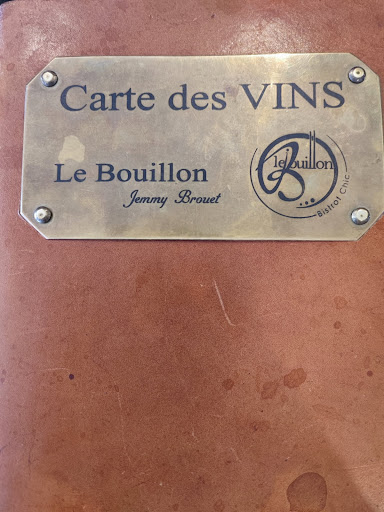 Carte des VINS
Le Bouillon
Jemmy Brouet
le Bouillon
Bistrot Chic